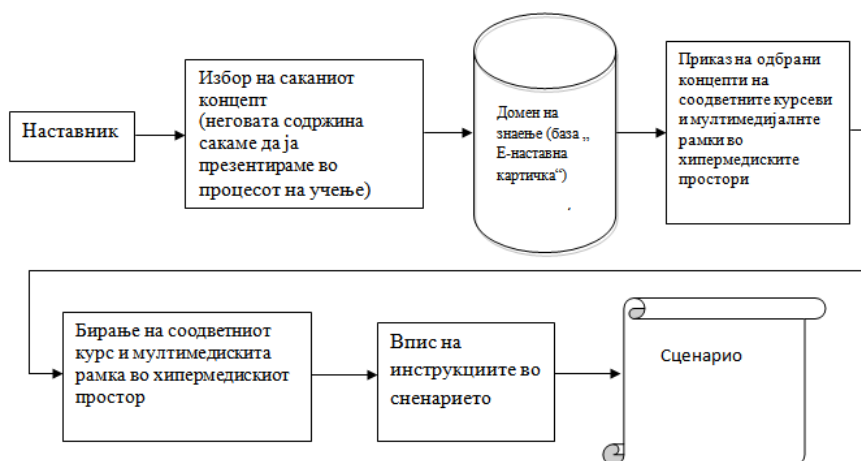 Наставник
Избор на саканиот
концепт
(неговата содржина
сакаме да ја
презентираме во
процесот на учење)
Домен на
знаење (база „
Е-наставна
картичка“)
Приказ на одбрани
концепти на
соодветните курсеви
и мултимедијалнте
рамки во
хипермедиските
простори
Бирање на соодветниот
курс и мултимедиските
рамка во хипермедискиот
простор
Впис на
инструкциите во
сненарието
Сценарио